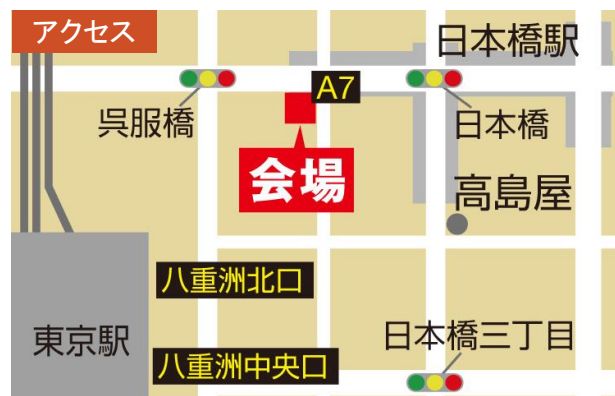 アクセス
日本橋駅
A7
呉服橋
日本橋
会場
高島屋
八重洲北口
東京駅
日本橋三丁目
八重洲中央口